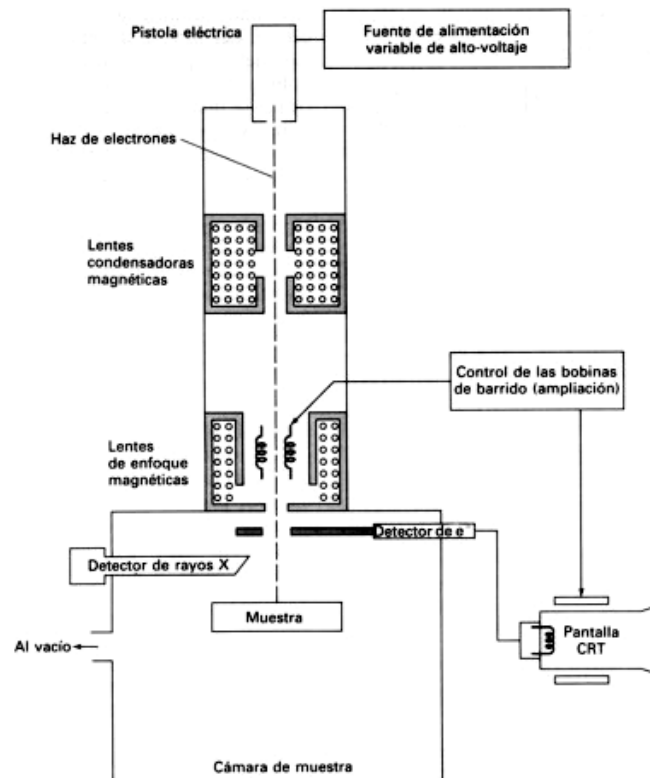 Pistola eléctrica
Fuente de alimentación
variable de alto-voltaje
Haz de electrones
Lentes
condensadoras
magnéticas
Control de las bobinas
de barrido (ampliación)
Lentes
de enfoque
magnéticas
Detector de e
Detector de rayos X
Muestra
Al vacío
Pantalla
CRT
Cámara de muestra